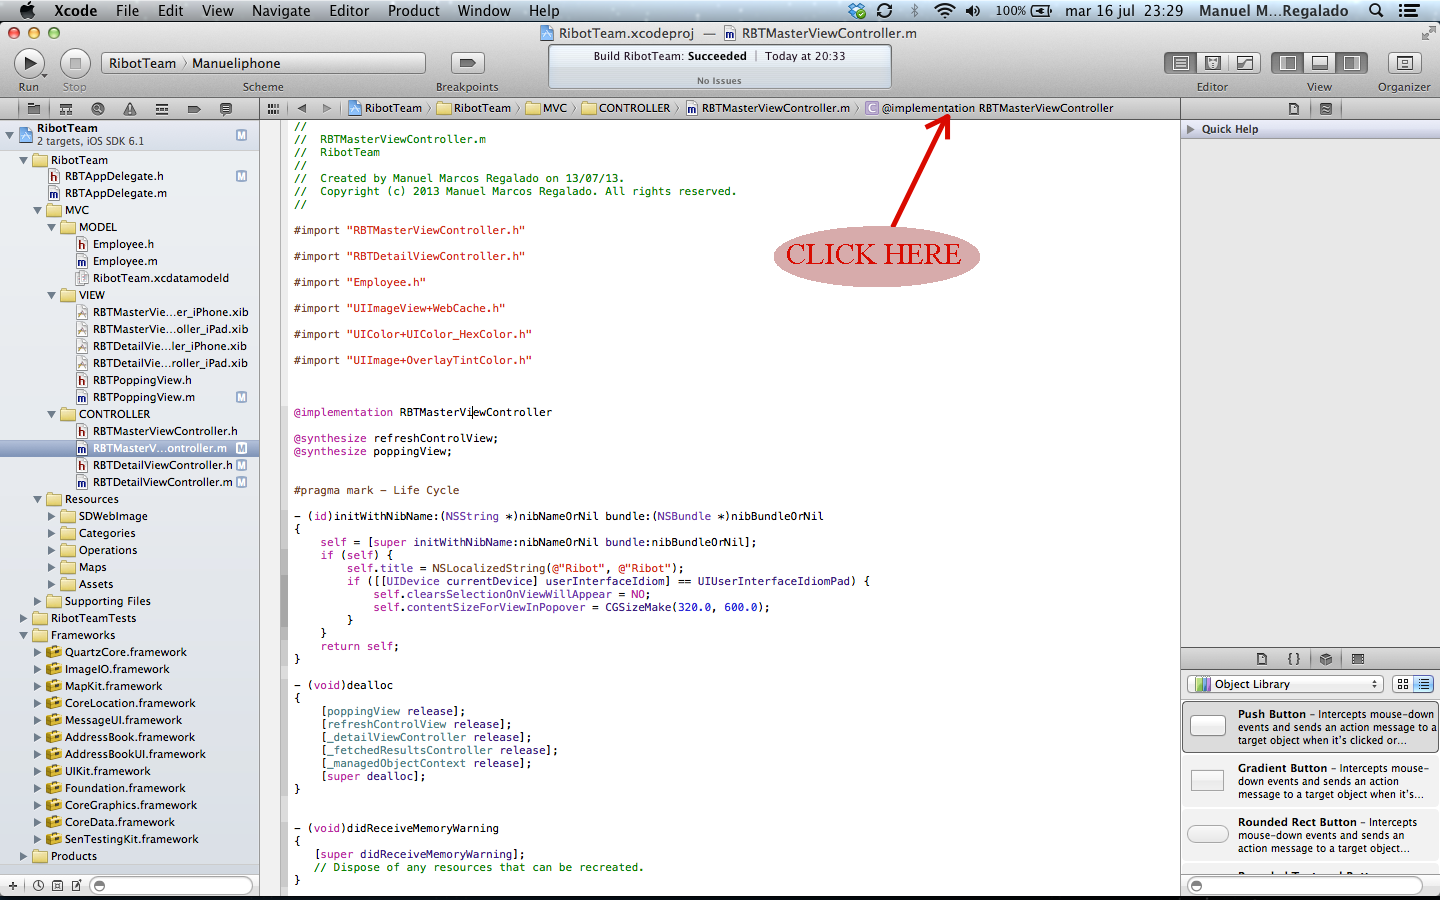 Xcode File Edit View Navigate Editor Product Window Help 100% mar 16 jul 23:29 Manuel M...Regalado
RibotTeam.xcodeproj — RBTMasterViewController.m
RibotTeam Manueliphone
Build RibotTeam: Succeeded Today at 20:33
No Issues
Run Stop Scheme Breakpoints Editor View Organizer
RibotTeam RibotTeam MVC CONTROLLER RBTMasterViewController.m C @implementation RBTMasterViewController
RibotTeam M
2 targets, iOS SDK 6.1
RibotTeam
h RBTAppDelegate.h M
m RBTAppDelegate.m
MVC
MODEL
h Employee.h
m Employee.m
RibotTeam.xcdatamodeld
VIEW
RBTMasterVie...er_iPhone.xib
RBTMasterVie...oller_iPad.xib
RBTDetailVie...ler_iPhone.xib
RBTDetailVie...roller_iPad.xib
h RBTPoppingView.h
m RBTPoppingView.m M
CONTROLLER
h RBTMasterViewController.h
m RBTMasterV...ontroller.m M
h RBTDetailViewController.h M
m RBTDetailViewController.m M
Resources
SDWebImage
Categories
Operations
Maps
Assets
Supporting Files
RibotTeamTests
Frameworks
QuartzCore.framework
ImageIO.framework
MapKit.framework
CoreLocation.framework
MessageUI.framework
AddressBook.framework
AddressBookUI.framework
UIKit.framework
Foundation.framework
CoreGraphics.framework
CoreData.framework
SenTestingKit.framework
Products
//
//  RBTMasterViewController.m
//  RibotTeam
//
//  Created by Manuel Marcos Regalado on 13/07/13.
//  Copyright (c) 2013 Manuel Marcos Regalado. All rights reserved.
//
#import "RBTMasterViewController.h"
#import "RBTDetailViewController.h"
#import "Employee.h"
#import "UIImageView+WebCache.h"
#import "UIColor+UIColor_HexColor.h"
#import "UIImage+OverlayTintColor.h"
@implementation RBTMasterViewController
@synthesize refreshControlView;
@synthesize poppingView;
#pragma mark - Life Cycle
- (id)initWithNibName:(NSString *)nibNameOrNil bundle:(NSBundle *)nibBundleOrNil
{
self = [super initWithNibName:nibNameOrNil bundle:nibBundleOrNil];
if (self) {
self.title = NSLocalizedString(@"Ribot", @"Ribot");
if ([[UIDevice currentDevice] userInterfaceIdiom] == UIUserInterfaceIdiomPad) {
self.clearsSelectionOnViewWillAppear = NO;
self.contentSizeForViewInPopover = CGSizeMake(320.0, 600.0);
}
}
return self;
}
- (void)dealloc
{
[poppingView release];
[refreshControlView release];
[_detailViewController release];
[_fetchedResultsController release];
[_managedObjectContext release];
[super dealloc];
}
- (void)didReceiveMemoryWarning
{
[super didReceiveMemoryWarning];
// Dispose of any resources that can be recreated.
}
CLICK HERE
Quick Help
{}
Object Library
Push Button – Intercepts mouse-down
events and sends an action message to a
target object when it's clicked or...
Gradient Button – Intercepts mouse-
down events and sends an action
message to a target object when it's...
Rounded Rect Button – Intercepts
mouse-down events and sends an
action message to a target object...